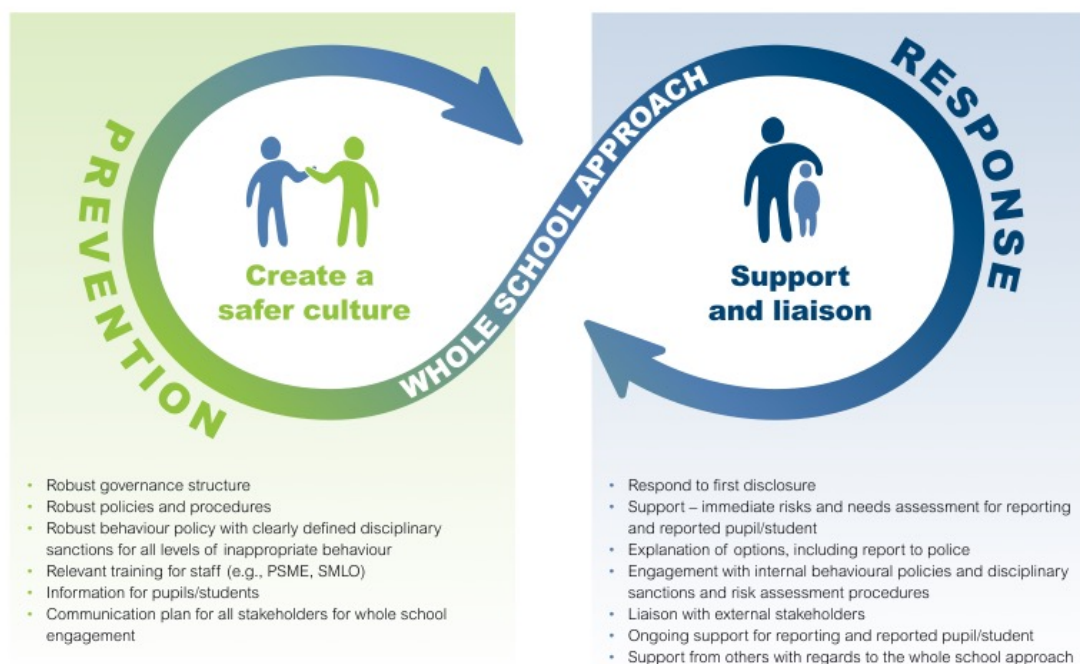 PREVENTION
Create a
safer culture
WHOLE SCHOOL APPROACH
RESPONSE
Support
and liaison
• Robust governance structure
• Robust policies and procedures
• Robust behaviour policy with clearly defined disciplinary
sanctions for all levels of inappropriate behaviour
• Relevant training for staff (e.g., PSME, SMLO)
• Information for pupils/students
• Communication plan for all stakeholders for whole school
engagement
• Respond to first disclosure
• Support – immediate risks and needs assessment for reporting
and reported pupil/student
• Explanation of options, including report to police
• Engagement with internal behavioural policies and disciplinary
sanctions and risk assessment procedures
• Liaison with external stakeholders
• Ongoing support for reporting and reported pupil/student
• Support from others with regards to the whole school approach